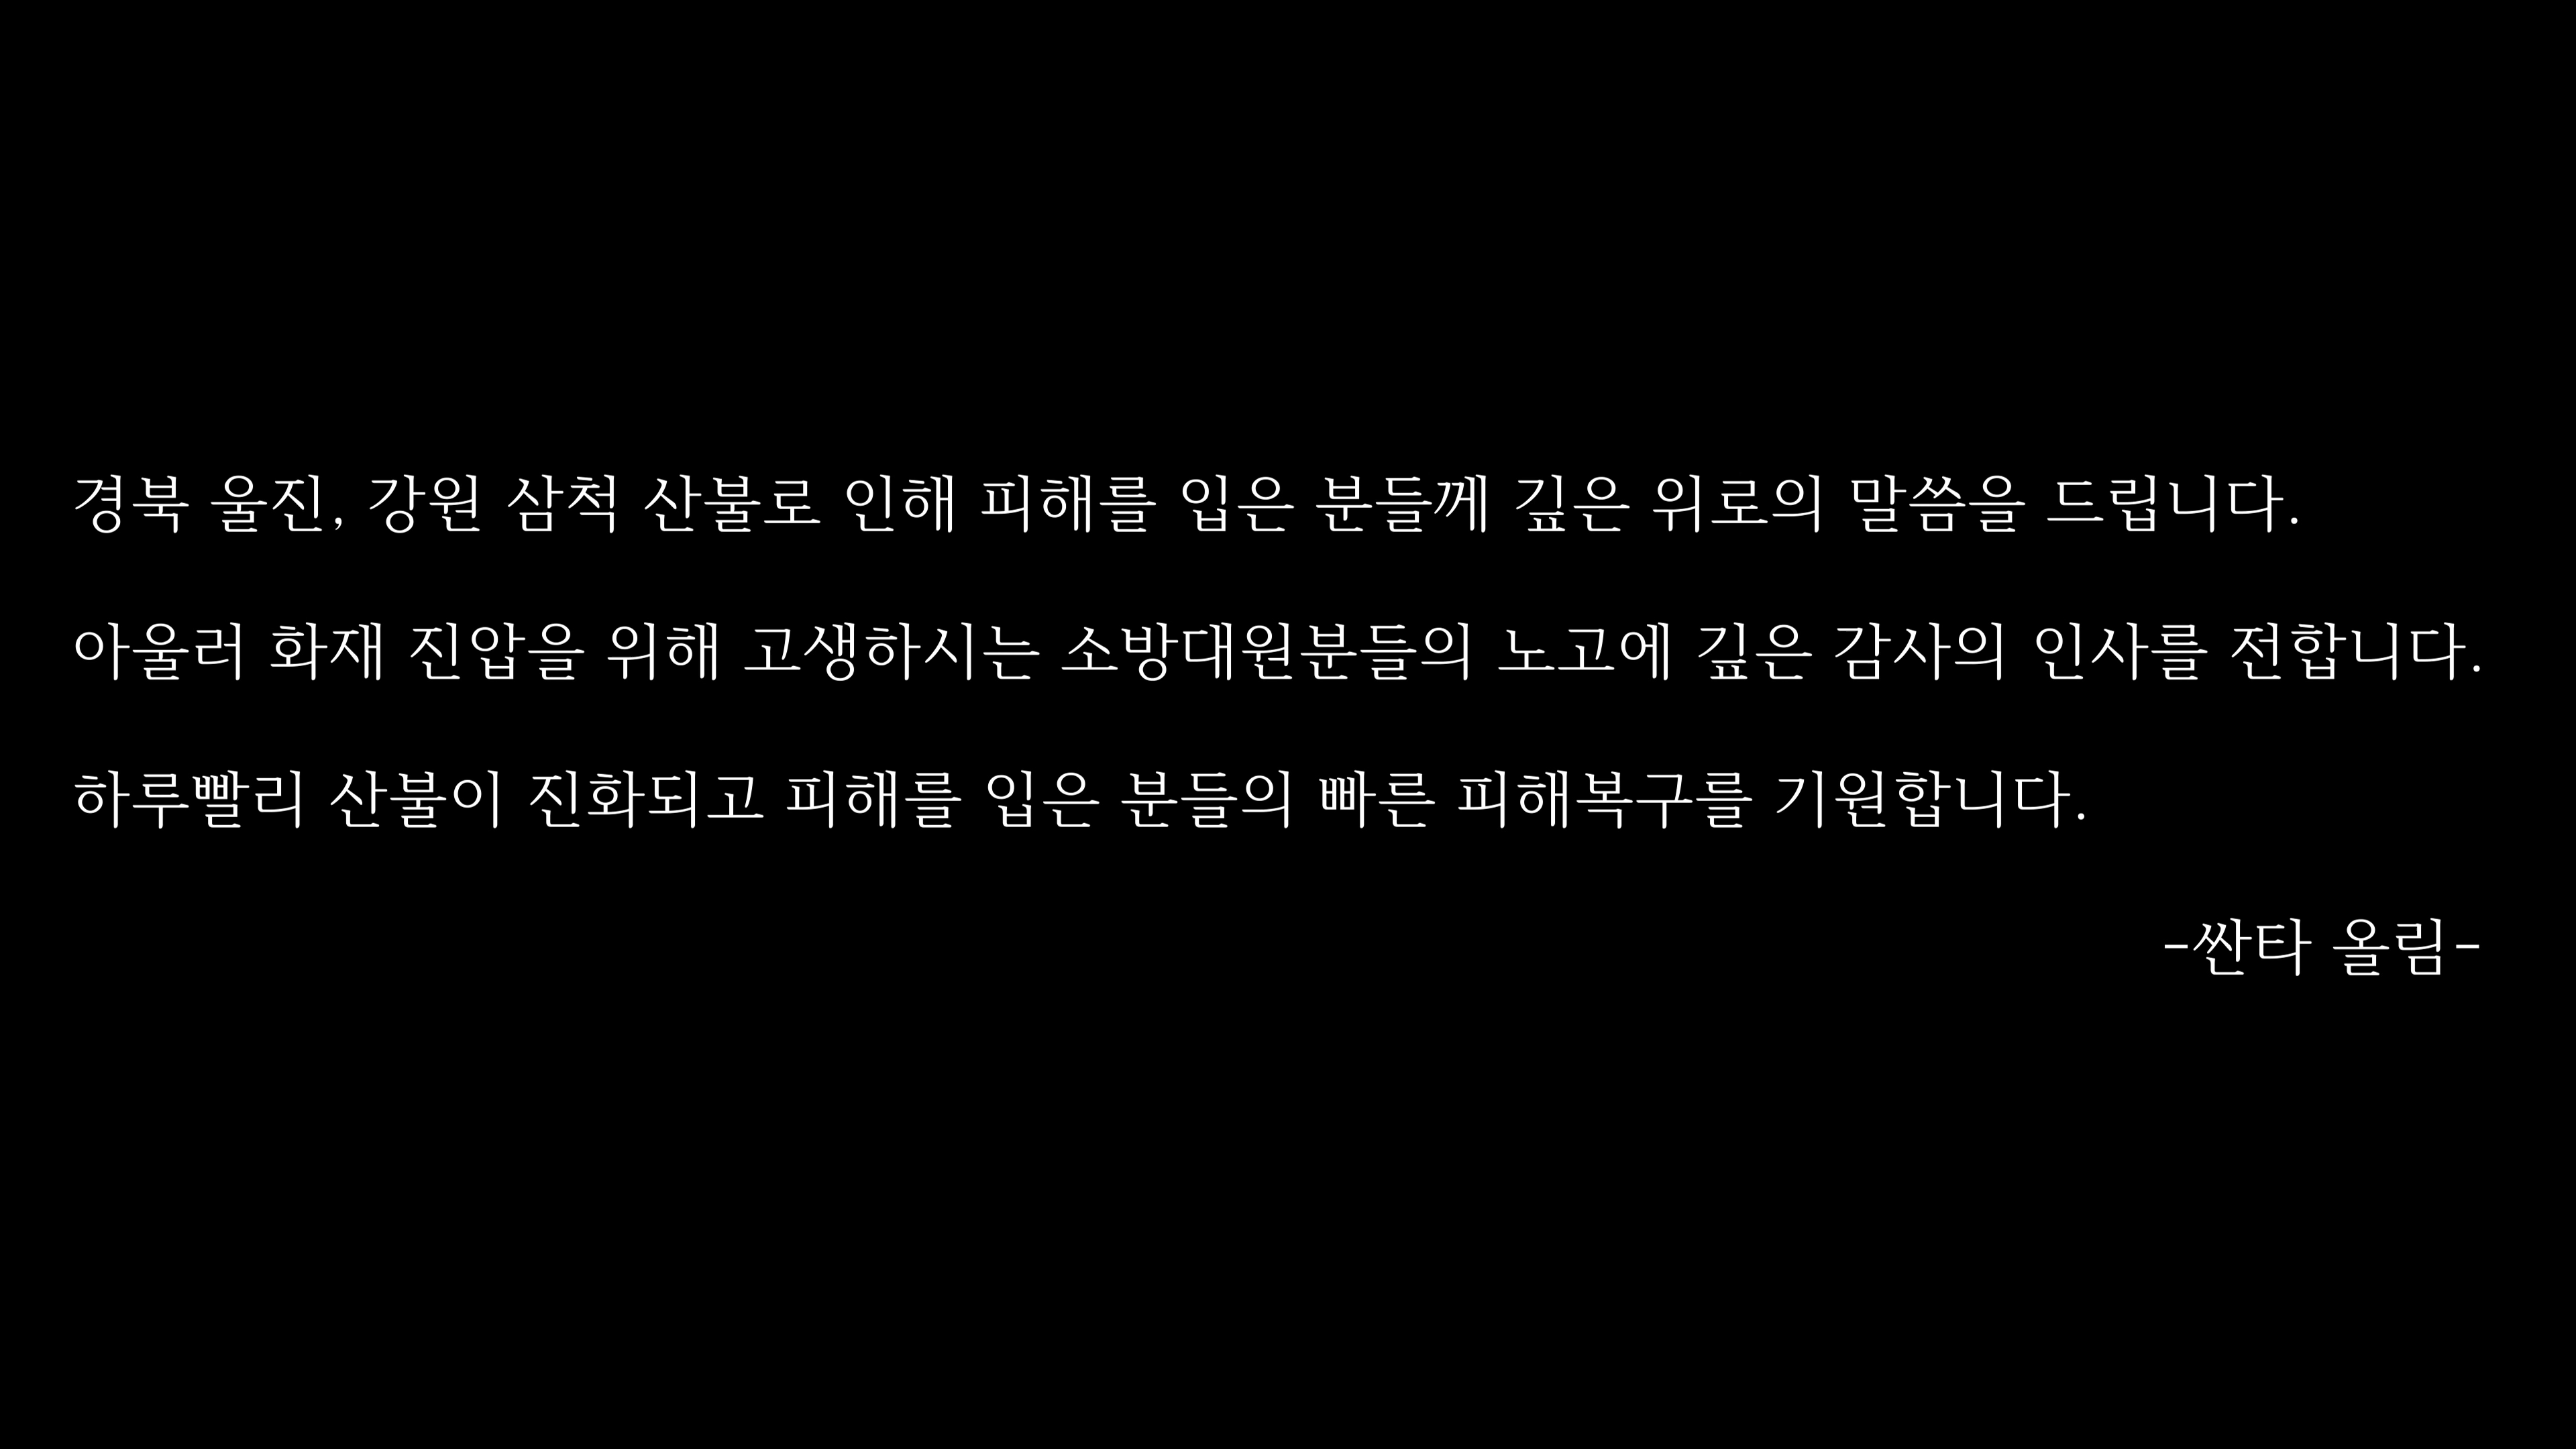 경북 울진, 강원 삼척 산불로 인해 피해를 입은 분들께 깊은 위로의 말씀을 드립니다.
아울러 화재 진압을 위해 고생하시는 소방대원분들의 노고에 깊은 감사의 인사를 전합니다.
하루빨리 산불이 진화되고 피해를 입은 분들의 빠른 피해복구를 기원합니다.
-싼타 올림-